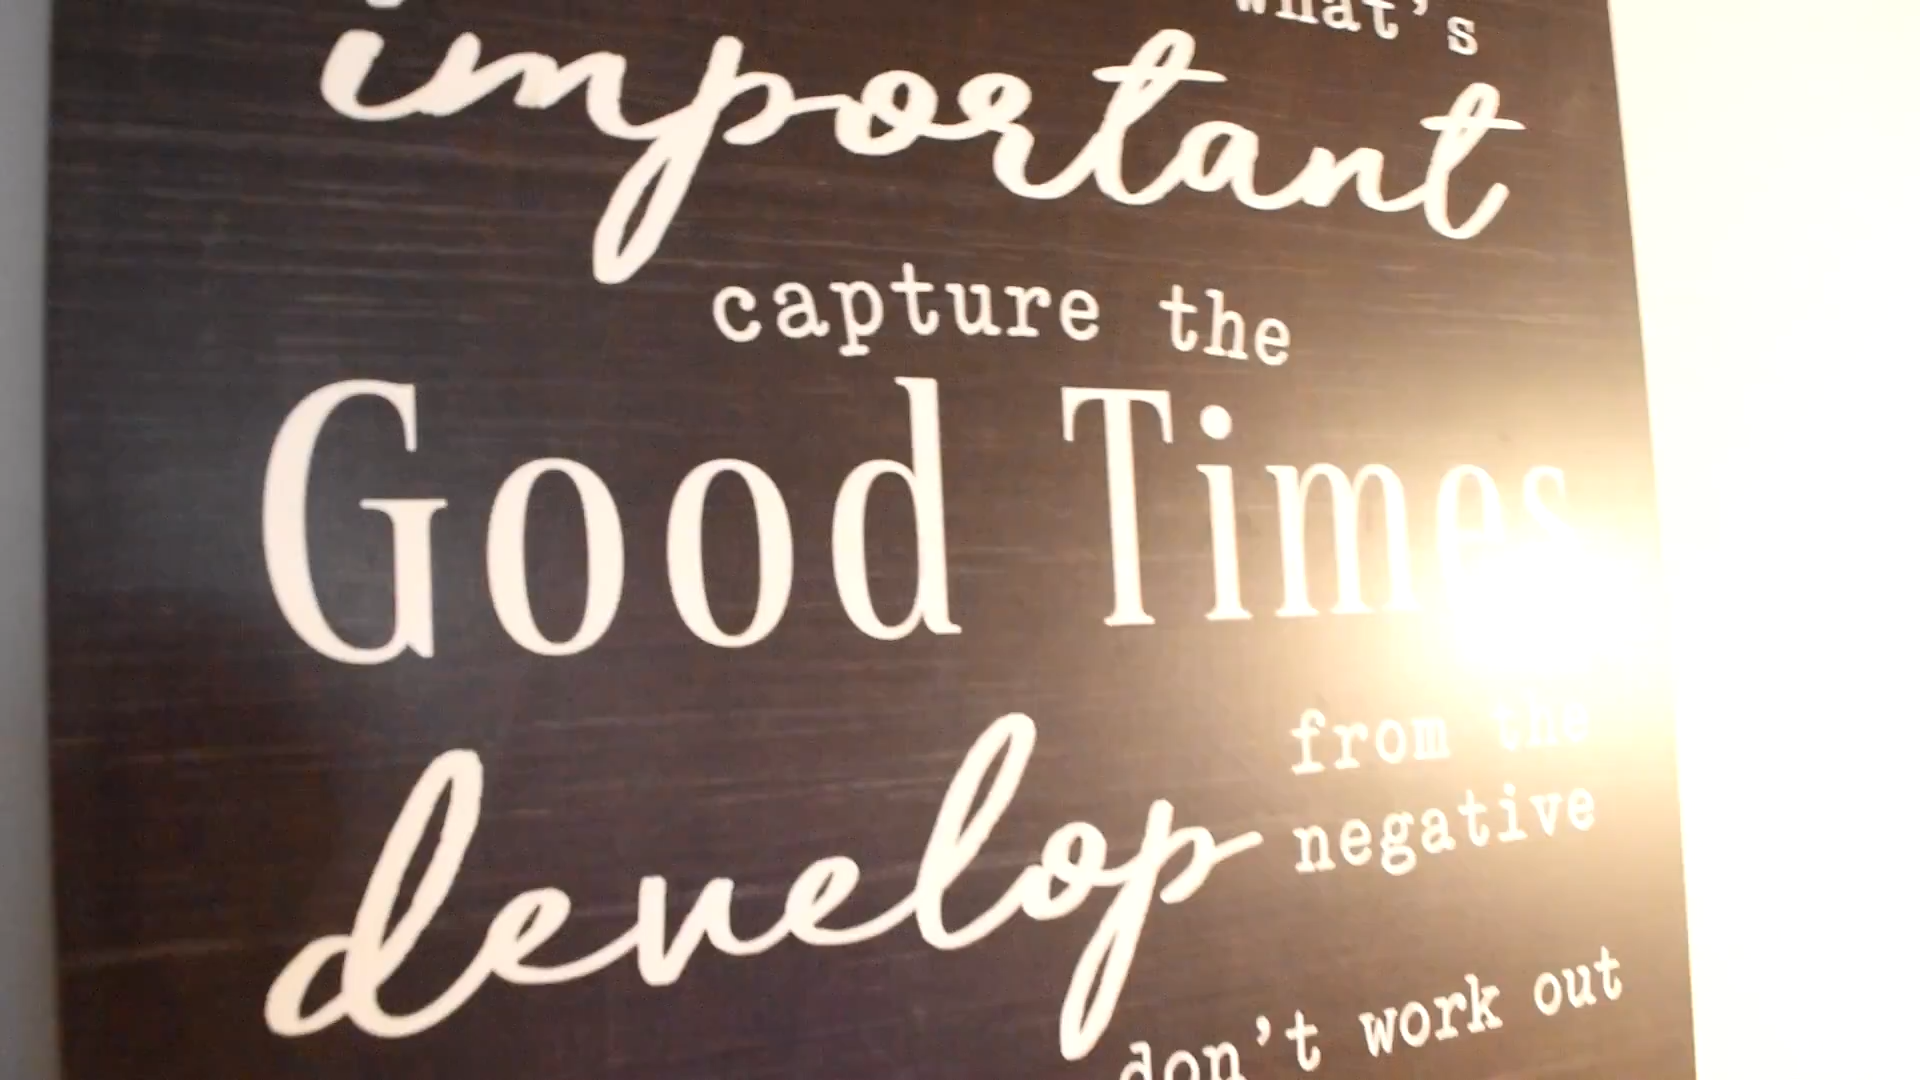 what's
important
capture the
Good Times
develop
from the
negative
don't work out